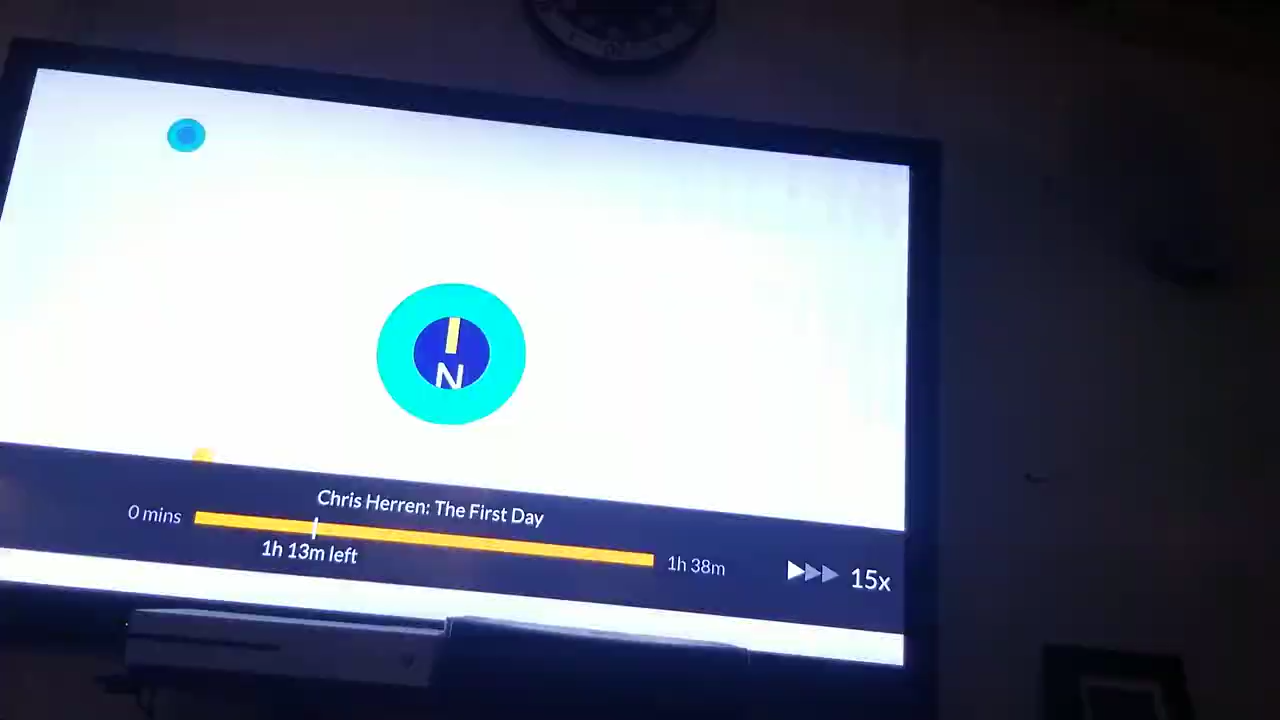 N
Chris Herren: The First Day
0 mins
1h 13m left
1h 38m
15x